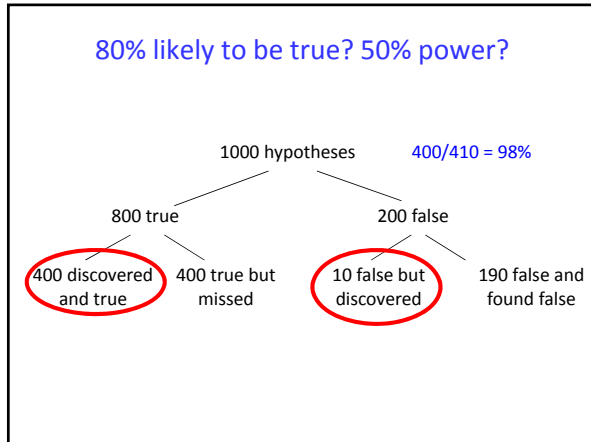 80% likely to be true? 50% power?
1000 hypotheses
400/410 = 98%
800 true
200 false
400 discovered
and true
400 true but
missed
10 false but
discovered
190 false and
found false